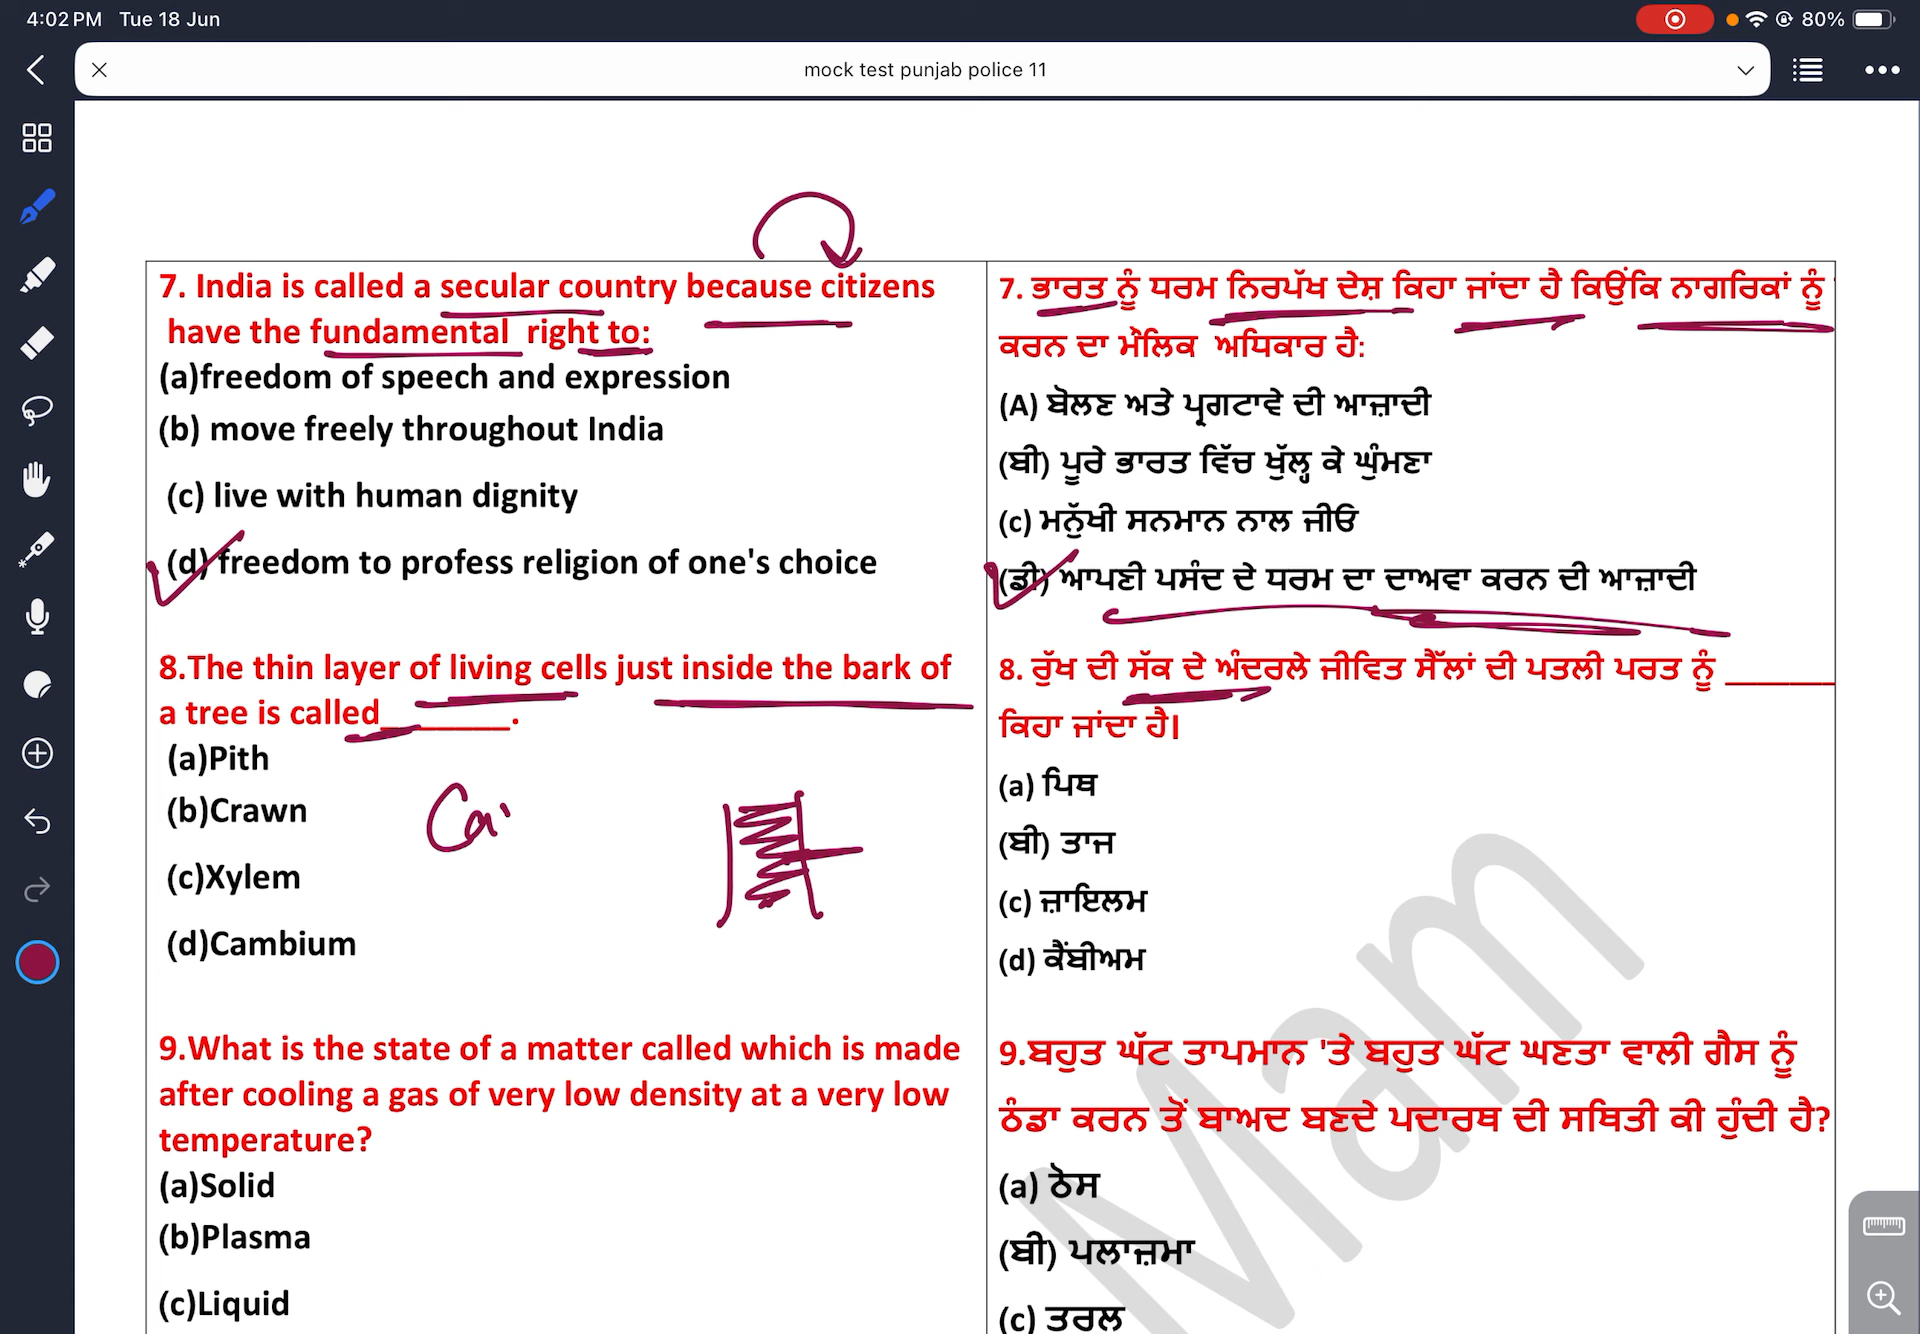 4:02 PM Tue 18 Jun
80%
mock test punjab police 11
7. India is called a secular country because citizens
have the fundamental right to:
(a)freedom of speech and expression
(b) move freely throughout India
(c) live with human dignity
(d) freedom to profess religion of one's choice
8.The thin layer of living cells just inside the bark of
a tree is called________.
(a)Pith
(b)Crawn
(c)Xylem
(d)Cambium
Ca
9.What is the state of a matter called which is made
after cooling a gas of very low density at a very low
temperature?
(a)Solid
(b)Plasma
(c)Liquid
7. ਭਾਰਤ ਨੂੰ ਧਰਮ ਨਿਰਪੱਖ ਦੇਸ਼ ਕਿਹਾ ਜਾਂਦਾ ਹੈ ਕਿਉਂਕਿ ਨਾਗਰਿਕਾਂ ਨੂੰ
ਕਰਨ ਦਾ ਮੌਲਿਕ ਅਧਿਕਾਰ ਹੈ:
(A) ਬੋਲਣ ਅਤੇ ਪ੍ਰਗਟਾਵੇ ਦੀ ਆਜ਼ਾਦੀ
(ਬੀ) ਪੂਰੇ ਭਾਰਤ ਵਿੱਚ ਖੁੱਲ੍ਹ ਕੇ ਘੁੰਮਣਾ
(c) ਮਨੁੱਖੀ ਸਨਮਾਨ ਨਾਲ ਜੀਓ
(ਡੀ) ਆਪਣੀ ਪਸੰਦ ਦੇ ਧਰਮ ਦਾ ਦਾਅਵਾ ਕਰਨ ਦੀ ਆਜ਼ਾਦੀ
8. ਰੁੱਖ ਦੀ ਸੱਕ ਦੇ ਅੰਦਰਲੇ ਜੀਵਿਤ ਸੈੱਲਾਂ ਦੀ ਪਤਲੀ ਪਰਤ ਨੂੰ ______
ਕਿਹਾ ਜਾਂਦਾ ਹੈ।
(a) ਪਿਥ
(ਬੀ) ਤਾਜ
(c) ਜ਼ਾਇਲਮ
(d) ਕੈਂਬੀਅਮ
9.ਬਹੁਤ ਘੱਟ ਤਾਪਮਾਨ 'ਤੇ ਬਹੁਤ ਘੱਟ ਘਣਤਾ ਵਾਲੀ ਗੈਸ ਨੂੰ
ਠੰਡਾ ਕਰਨ ਤੋਂ ਬਾਅਦ ਬਣਦੇ ਪਦਾਰਥ ਦੀ ਸਥਿਤੀ ਕੀ ਹੁੰਦੀ ਹੈ?
(a) ਠੋਸ
(ਬੀ) ਪਲਾਜ਼ਮਾ
(c) ਤਰਲ
Mam